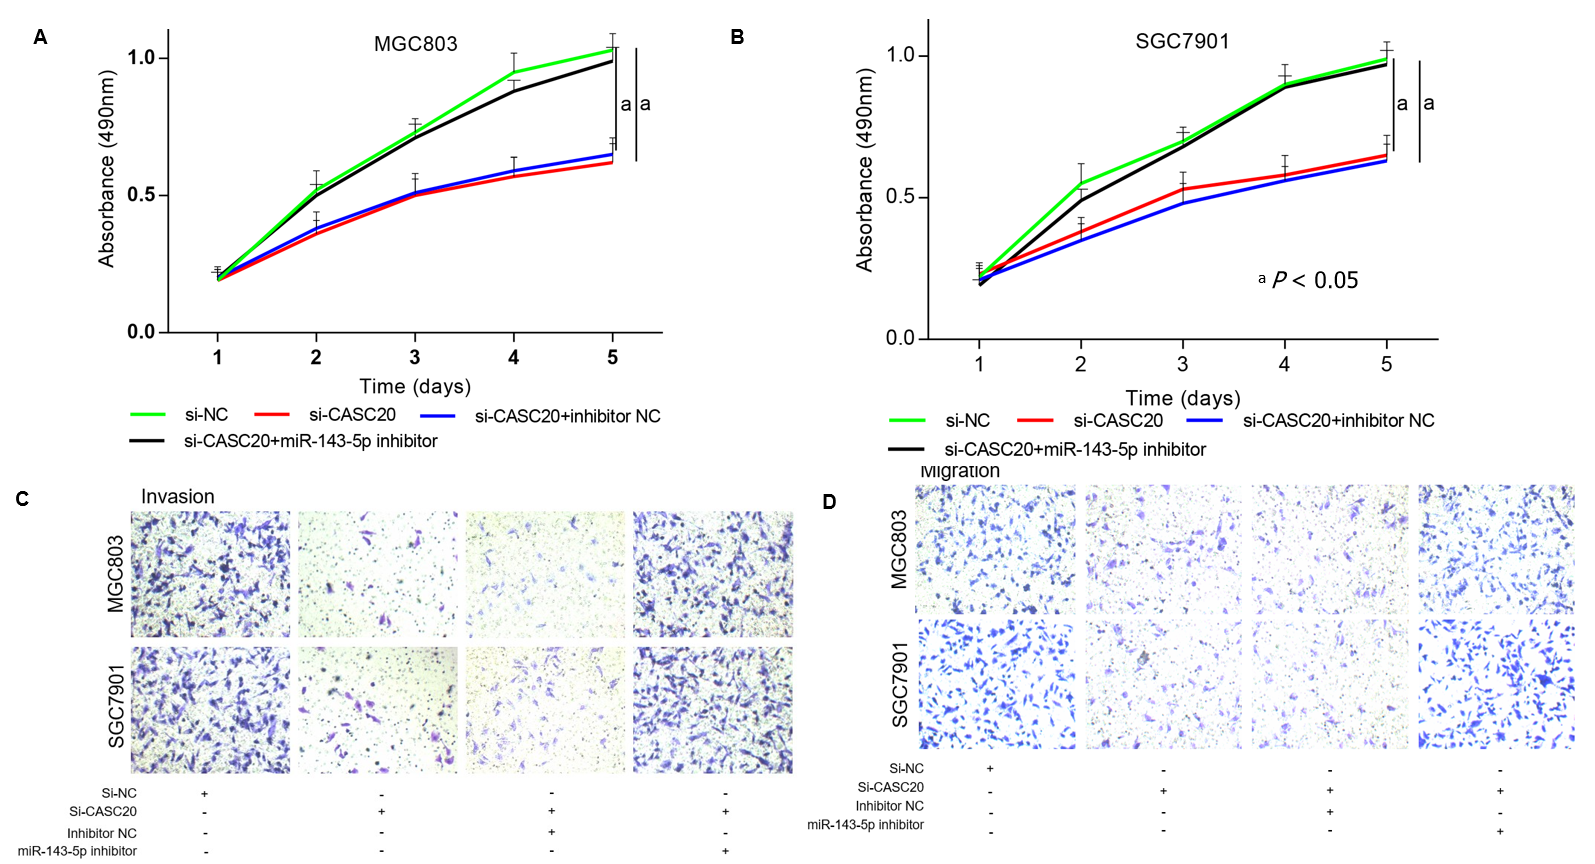 A
MGC803
Absorbance (490nm)
1.0
0.5
0.0
a a
1 2 3 4 5
Time (days)
si-NC si-CASC20 si-CASC20+inhibitor NC
si-CASC20+miR-143-5p inhibitor
B
SGC7901
Absorbance (490nm)
1.0
0.5
0.0
a a
a P < 0.05
1 2 3 4 5
Time (days)
si-NC si-CASC20 si-CASC20+inhibitor NC
si-CASC20+miR-143-5p inhibitor
C
Invasion
MGC803
SGC7901
Si-NC + - - -
Si-CASC20 - + + +
Inhibitor NC - - + -
miR-143-5p inhibitor - - - +
D
Migration
MGC803
SGC7901
Si-NC + - - -
Si-CASC20 - + + +
Inhibitor NC - - + -
miR-143-5p inhibitor - - - +